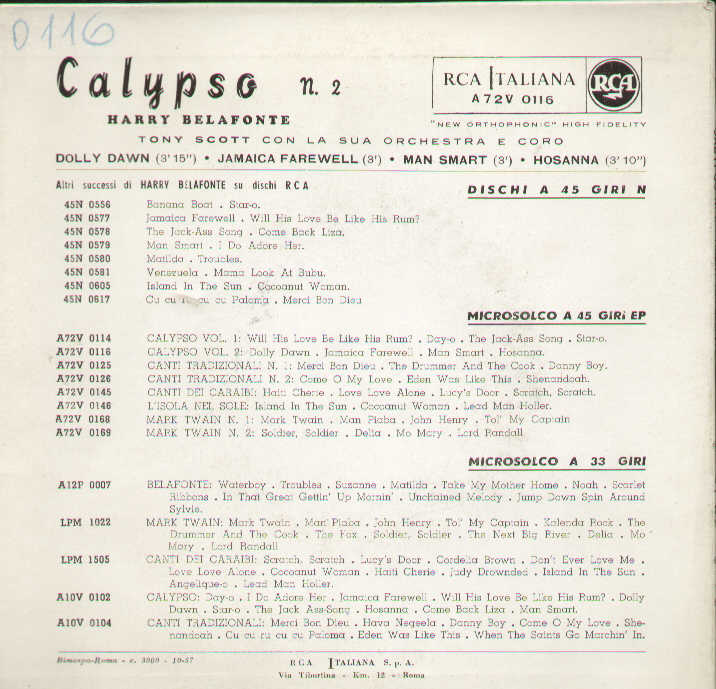 0116
Calypso n. 2
RCA ITALIANA
A 72V 0116
RCA
HARRY BELAFONTE
"NEW ORTHOPHONIC" HIGH FIDELITY
TONY SCOTT CON LA SUA ORCHESTRA E CORO
DOLLY DAWN (3'15") • JAMAICA FAREWELL (3') • MAN SMART (3') • HOSANNA (3'10")
Altri successi di HARRY BELAFONTE su dischi RCA
DISCHI A 45 GIRI N
45N 0556 Banana Boat . Star-o.
45N 0577 Jamaica Farewell . Will His Love Be Like His Rum?
45N 0578 The Jack-Ass Song . Come Back Liza.
45N 0579 Man Smart . I Do Adore Her.
45N 0580 Matilda . Troubles.
45N 0581 Venezuela . Mama Look At Bubu.
45N 0605 Island In The Sun . Cocoanut Woman.
45N 0617 Cu cu ru cu cu Paloma . Merci Bon Dieu
MICROSOLCO A 45 GIRI EP
A72V 0114 CALYPSO VOL. 1: Will His Love Be Like His Rum? . Day-o . The Jack-Ass Song . Star-o.
A72V 0116 CALYPSO VOL. 2: Dolly Dawn . Jamaica Farewell . Man Smart . Hosanna.
A72V 0125 CANTI TRADIZIONALI N. 1: Merci Bon Dieu . The Drummer And The Cook . Danny Boy.
A72V 0126 CANTI TRADIZIONALI N. 2: Come O My Love . Eden Was Like This . Shenandoah.
A72V 0145 CANTI DEI CARAIBI: Haiti Cherie . Love Love Alone . Lucy's Door . Scratch, Scratch.
A72V 0146 L'ISOLA NEL SOLE: Island In The Sun . Cocoanut Woman . Lead Man Holler.
A72V 0168 MARK TWAIN N. 1: Mark Twain . Man Piaba . John Henry . Tol' My Captain
A72V 0169 MARK TWAIN N. 2: Soldier, Soldier . Delia . Mo Mary . Lord Randall
MICROSOLCO A 33 GIRI
A12P 0007 BELAFONTE: Waterboy . Troubles . Suzanne . Matilda . Take My Mother Home . Noah . Scarlet
Ribbons . In That Great Gettin' Up Mornin' . Unchained Melody . Jump Down Spin Around
Sylvie.
LPM 1022 MARK TWAIN: Mark Twain . Man Piaba . John Henry . Tol' My Captain . Kalenda Rock . The
Drummer And The Cook . The Fox . Soldier, Soldier . The Next Big River . Delia . Mo
Mary . Lord Randall
LPM 1505 CANTI DEI CARAIBI: Scratch, Scratch . Lucy's Door . Cordelia Brown . Don't Ever Love Me .
Love Love Alone . Cocoanut Woman . Haiti Cherie . Judy Drownded . Island In The Sun .
Angelique-o . Lead Man Holler.
A10V 0102 CALYPSO: Day-o . I Do Adore Her . Jamaica Farewell . Will His Love Be Like His Rum? . Dolly
Dawn . Star-o . The Jack Ass-Song . Hosanna . Come Back Liza . Man Smart.
A10V 0104 CANTI TRADIZIONALI: Merci Bon Dieu . Hava Nageela . Danny Boy . Come O My Love . She-
nandoah . Cu cu ru cu cu Paloma . Eden Was Like This . When The Saints Go Marchin' In.
RCA ITALIANA S. p. A.
Via Tiburtina - Km. 12 - Roma